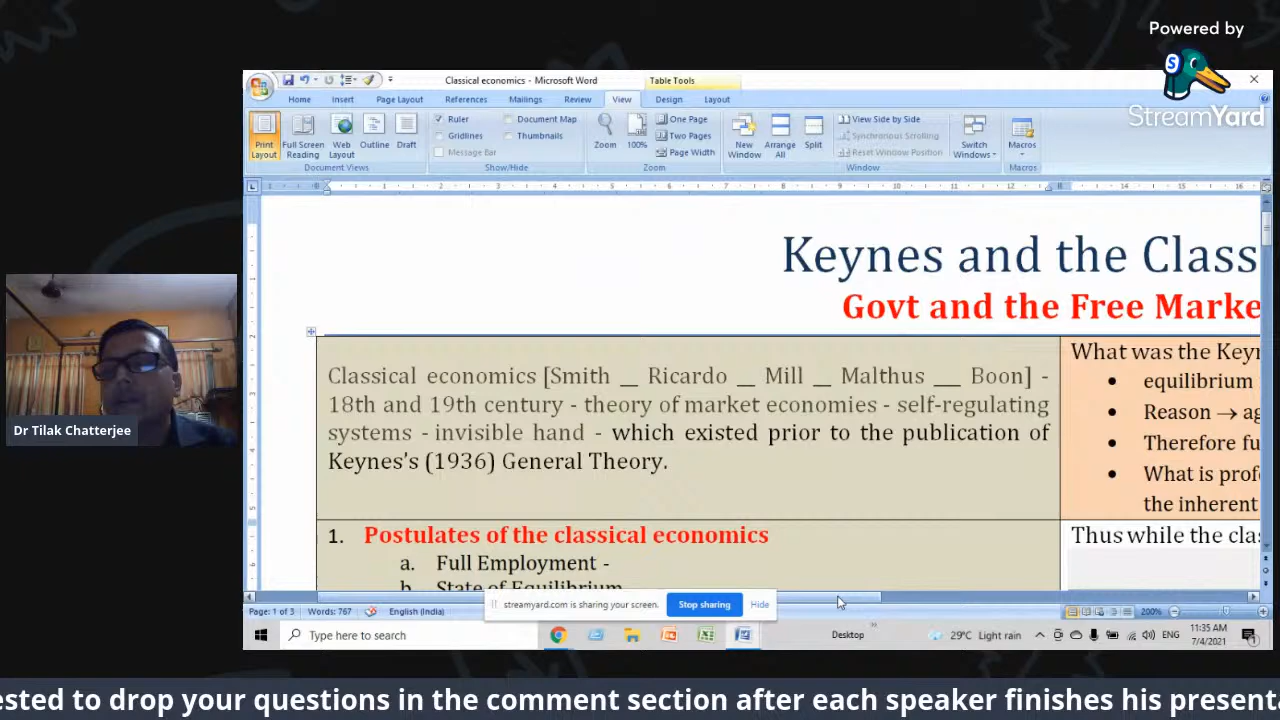 Powered by
StreamYard
Classical economics - Microsoft Word
Table Tools
Home Insert Page Layout References Mailings Review View Design Layout
Print Layout
Full Screen Reading
Web Layout
Outline
Draft
Document Views
Ruler
Gridlines
Message Bar
Document Map
Thumbnails
Show/Hide
Zoom
100%
One Page
Two Pages
Page Width
Zoom
New Window
Arrange All
Split
View Side by Side
Synchronous Scrolling
Reset Window Position
Window
Switch Windows
Macros
Macros
Keynes and the Class
Govt and the Free Marke
Classical economics [Smith __ Ricardo __ Mill __ Malthus ___ Boon] -
18th and 19th century - theory of market economies - self-regulating
systems - invisible hand - which existed prior to the publication of
Keynes's (1936) General Theory.
What was the Keyn
• equilibrium
• Reason → ag
• Therefore fu
• What is profe
the inherent
1. Postulates of the classical economics
a. Full Employment -
b. State of Equilibrium
Thus while the clas
Dr Tilak Chatterjee
streamyard.com is sharing your screen. Stop sharing Hide
Page: 1 of 3 Words: 767 English (India) 200%
Type here to search
Desktop
29°C Light rain
ENG
11:35 AM
7/4/2021
ested to drop your questions in the comment section after each speaker finishes his presenta